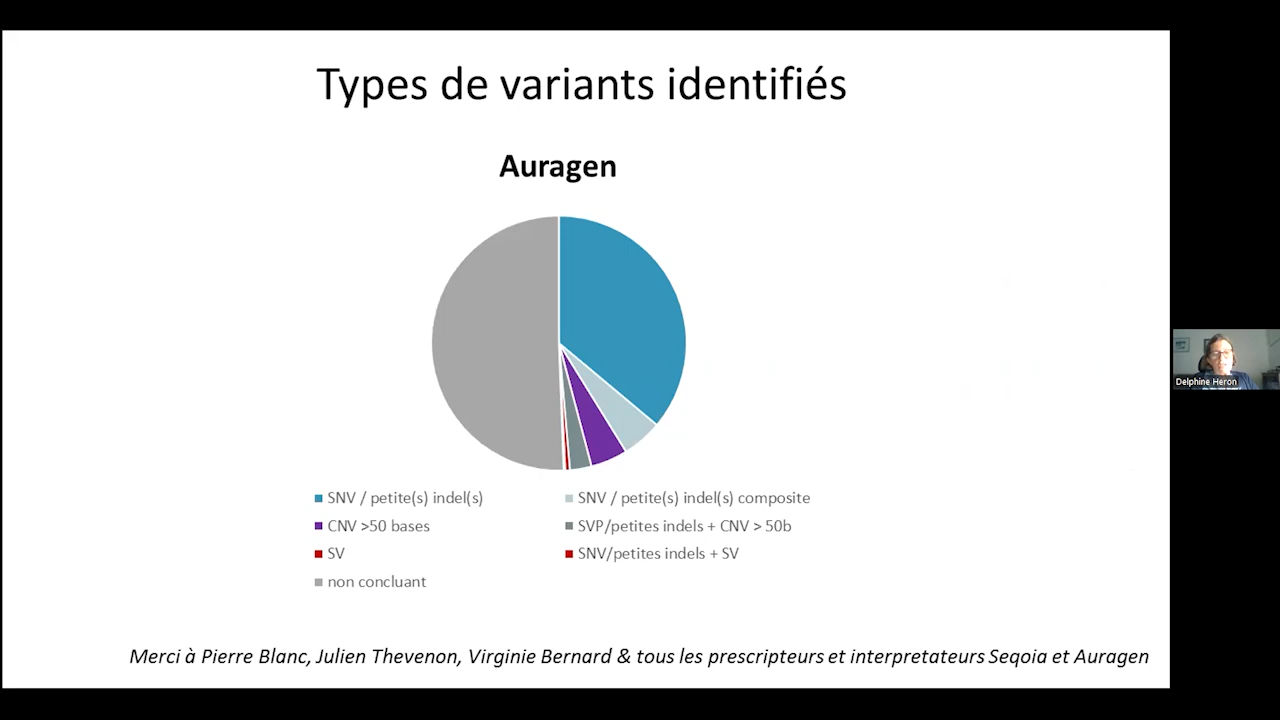 Types de variants identifiés
Auragen
SNV / petite(s) indel(s)
SNV / petite(s) indel(s) composite
CNV >50 bases
SVP/petites indels + CNV > 50b
SV
SNV/petites indels + SV
non concluant
Merci à Pierre Blanc, Julien Thevenon, Virginie Bernard & tous les prescripteurs et interpretateurs Seqoia et Auragen
Delphine Heron